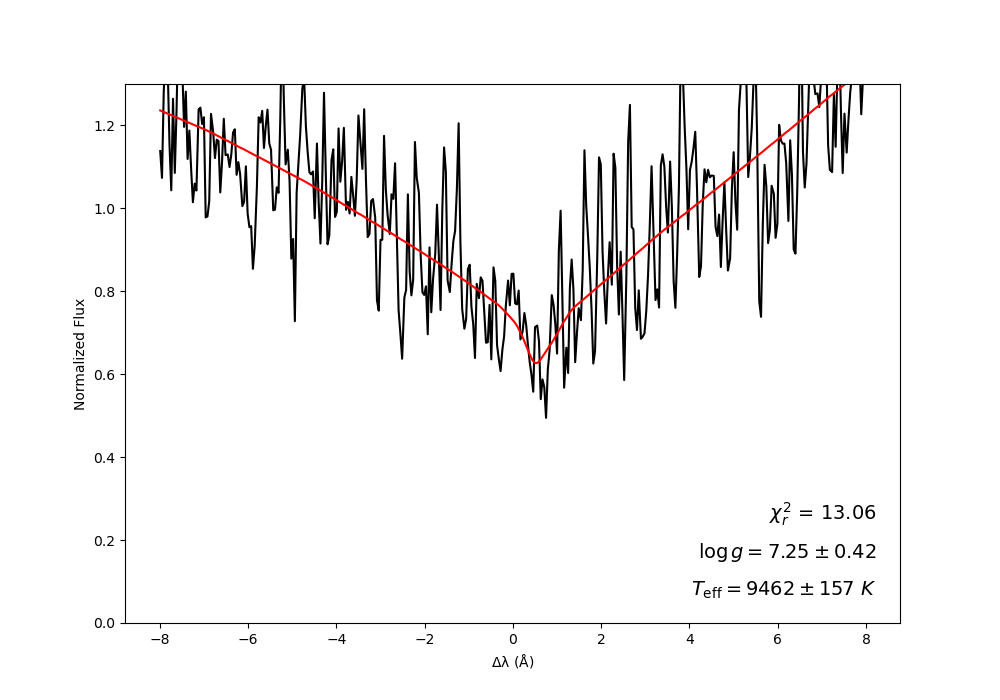 1.2
1.0
0.8
0.6
0.4
0.2
0.0
Normalized Flux
χ²ᵣ = 13.06
log g = 7.25 ± 0.42
T_eff = 9462 ± 157 K
−8 −6 −4 −2 0 2 4 6 8
Δλ (Å)